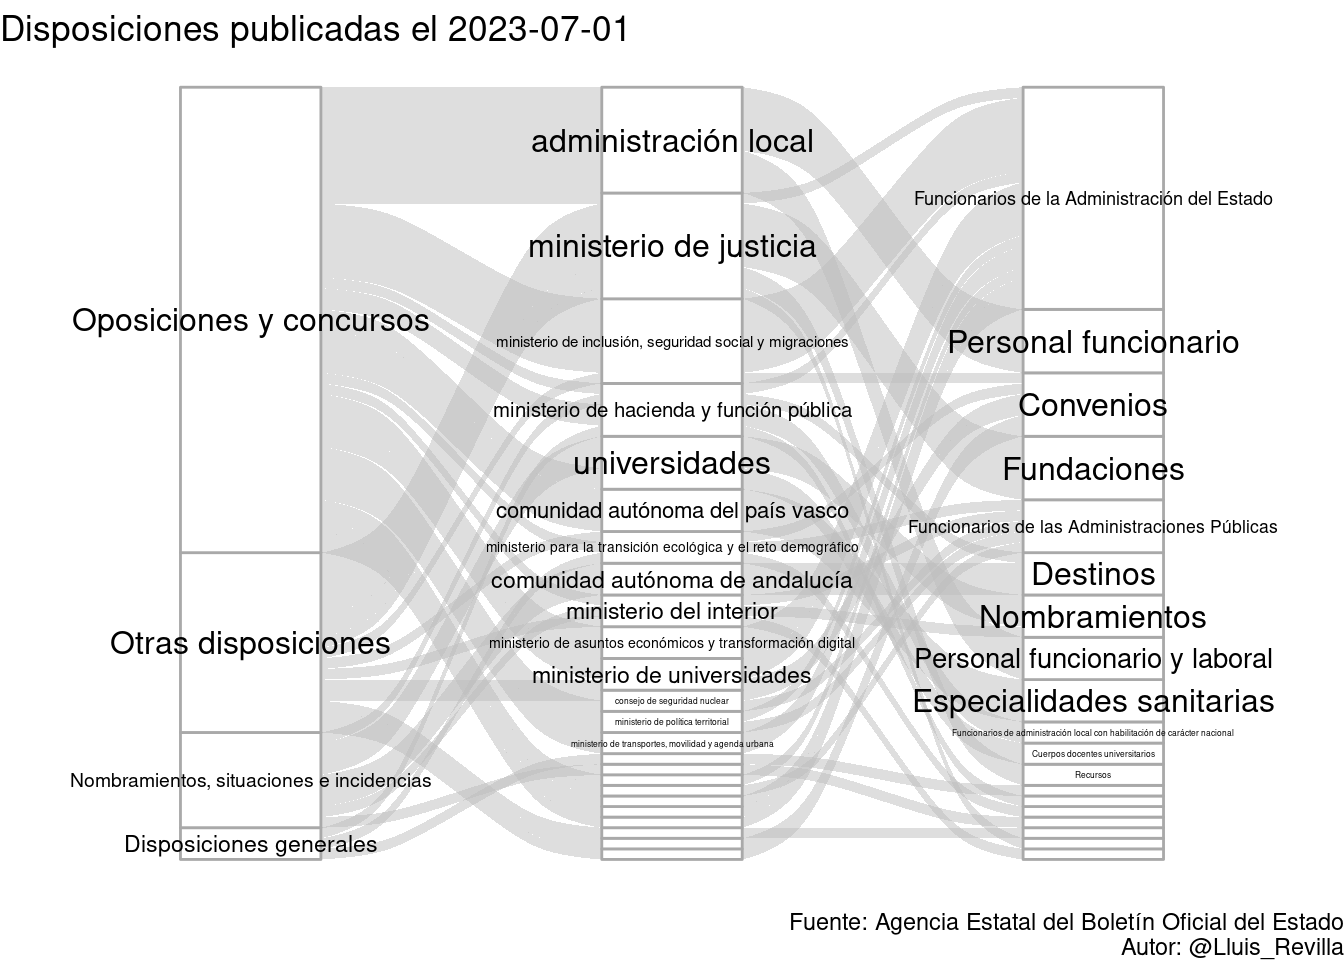 Disposiciones publicadas el 2023-07-01
Oposiciones y concursos
Otras disposiciones
Nombramientos, situaciones e incidencias
Disposiciones generales
administración local
ministerio de justicia
ministerio de inclusión, seguridad social y migraciones
ministerio de hacienda y función pública
universidades
comunidad autónoma del país vasco
ministerio para la transición ecológica y el reto demográfico
comunidad autónoma de andalucía
ministerio del interior
ministerio de asuntos económicos y transformación digital
ministerio de universidades
consejo de seguridad nuclear
ministerio de política territorial
ministerio de transportes, movilidad y agenda urbana
Funcionarios de la Administración del Estado
Personal funcionario
Convenios
Fundaciones
Funcionarios de las Administraciones Públicas
Destinos
Nombramientos
Personal funcionario y laboral
Especialidades sanitarias
Funcionarios de administración local con habilitación de carácter nacional
Cuerpos docentes universitarios
Recursos
Fuente: Agencia Estatal del Boletín Oficial del Estado
Autor: @Lluis_Revilla